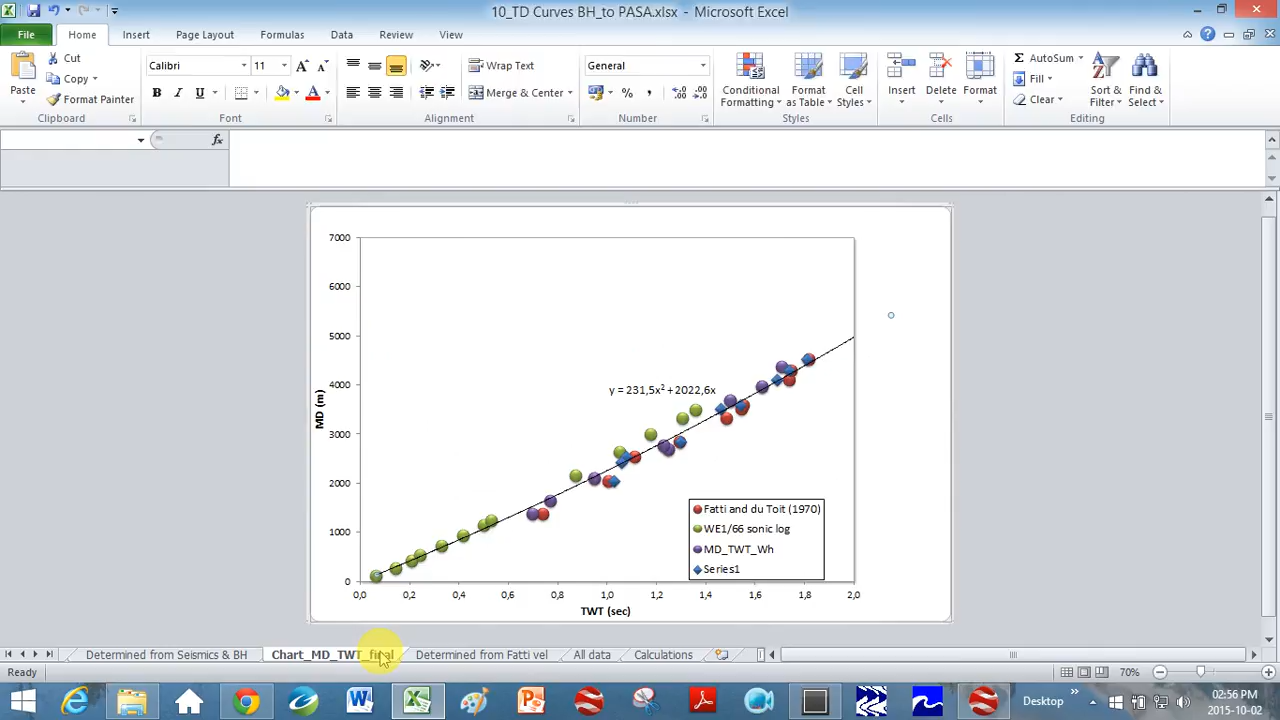 10_TD Curves BH_to PASA.xlsx - Microsoft Excel
File Home Insert Page Layout Formulas Data Review View
Paste
Cut
Copy
Format Painter
Clipboard
Calibri 11
B I U
Font
Wrap Text
Merge & Center
Alignment
General
Number
Conditional Formatting
Format as Table
Cell Styles
Styles
Insert Delete Format
Cells
AutoSum
Fill
Clear
Sort & Filter
Find & Select
Editing
fx
7000
6000
5000
4000
3000
2000
1000
0
MD (m)
y = 231,5x² + 2022,6x
Fatti and du Toit (1970)
WE1/66 sonic log
MD_TWT_Wh
Series1
0,0 0,2 0,4 0,6 0,8 1,0 1,2 1,4 1,6 1,8 2,0
TWT (sec)
Determined from Seismics & BH Chart_MD_TWT_final Determined from Fatti vel All data Calculations
Ready 70%
Desktop
02:56 PM
2015-10-02